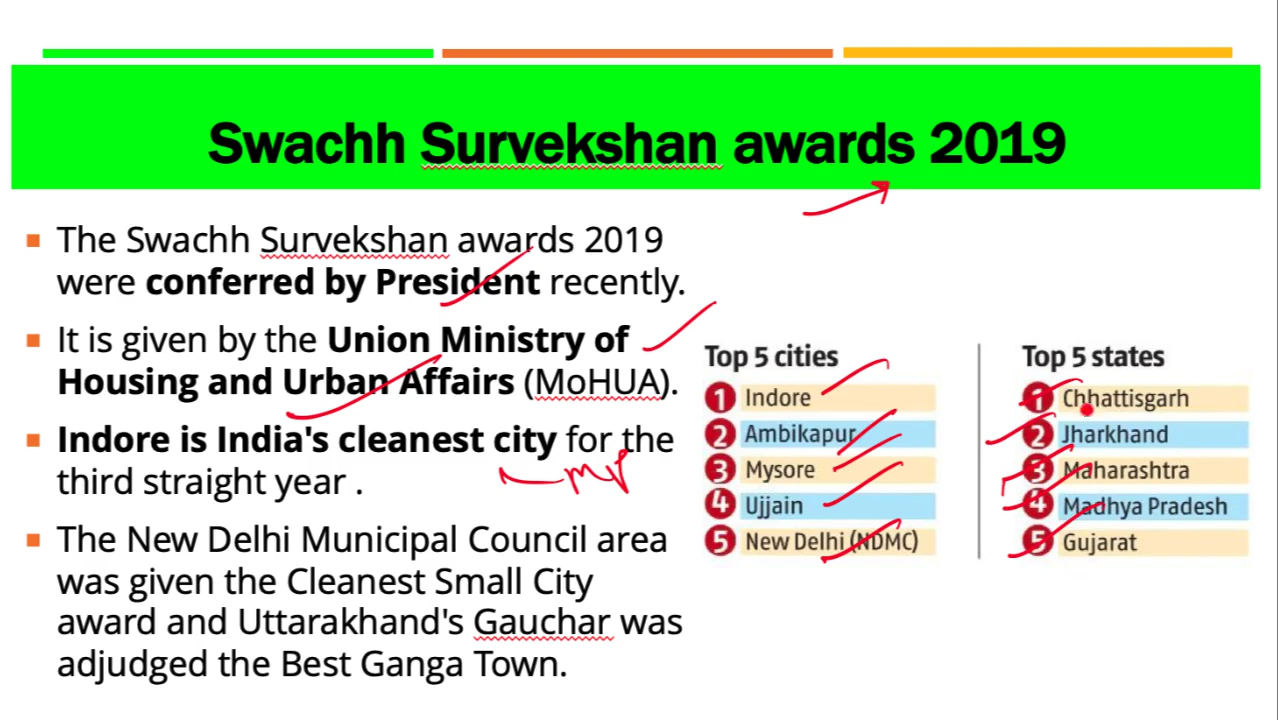 Swachh Survekshan awards 2019
The Swachh Survekshan awards 2019
were conferred by President recently.
It is given by the Union Ministry of
Housing and Urban Affairs (MoHUA).
Indore is India's cleanest city for the
third straight year .
MP
The New Delhi Municipal Council area
was given the Cleanest Small City
award and Uttarakhand's Gauchar was
adjudged the Best Ganga Town.
Top 5 cities
1 Indore
2 Ambikapur
3 Mysore
4 Ujjain
5 New Delhi (NDMC)
Top 5 states
1 Chhattisgarh
2 Jharkhand
3 Maharashtra
4 Madhya Pradesh
5 Gujarat